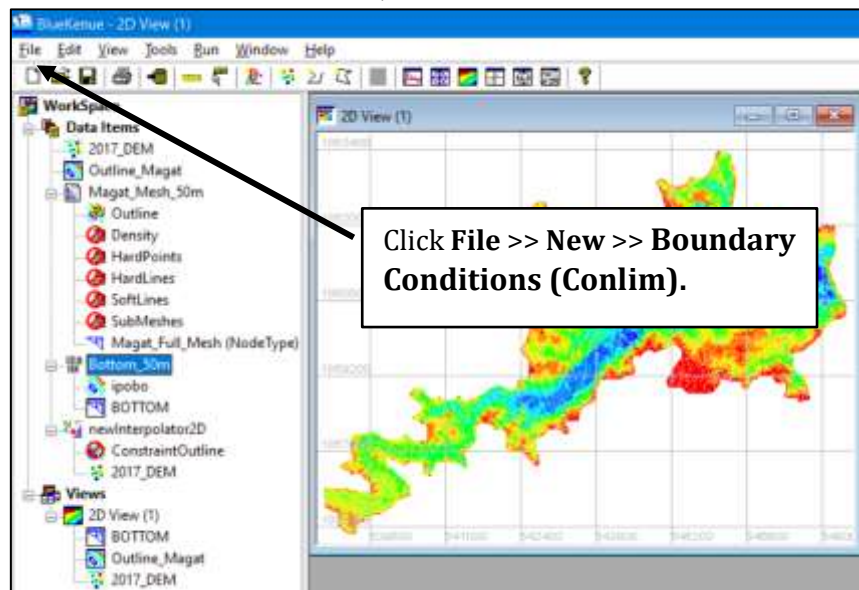 BlueKenue - 2D View (1)
File Edit View Tools Run Window Help
WorkSpace
Data Items
2017_DEM
Outline_Magat
Magat_Mesh_50m
Outline
Density
HardPoints
HardLines
SoftLines
SubMeshes
Magat_Full_Mesh (NodeType)
Bottom_50m
ipobo
BOTTOM
newInterpolator2D
ConstraintOutline
2017_DEM
Views
2D View (1)
BOTTOM
Outline_Magat
2017_DEM
2D View (1)
Click File >> New >> Boundary
Conditions (Conlim).